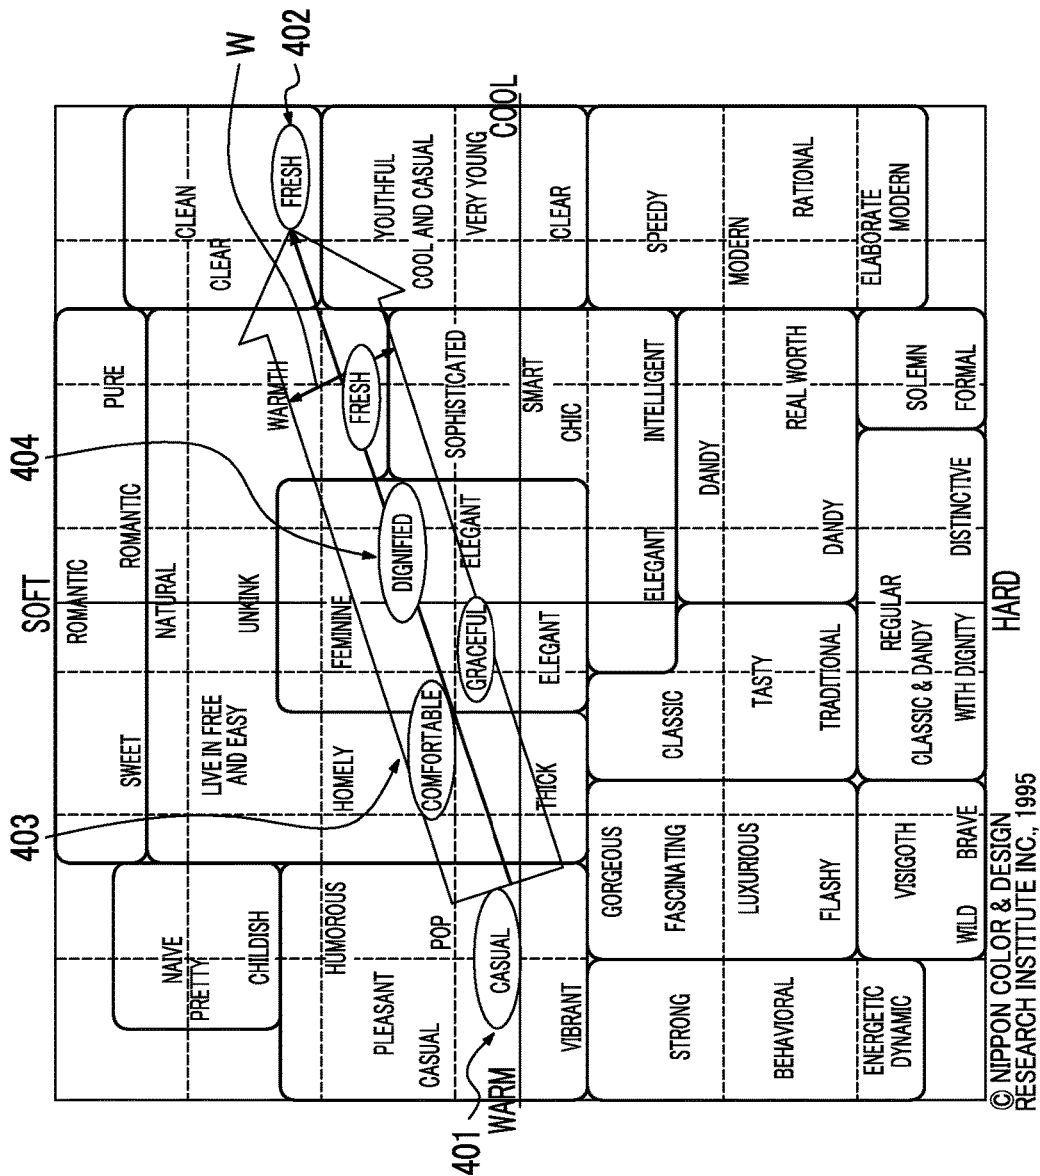 403
404
SOFT
ROMANTIC
PURE
SWEET
ROMANTIC
NATURAL
NAIVE
PRETTY
CLEAN
LIVE IN FREE
AND EASY
CLEAR
W
UNKINK
CHILDISH
WARMTH
FRESH
402
HUMOROUS
HOMELY
FEMININE
FRESH
PLEASANT
YOUTHFUL
DIGNIFIED
CASUAL
COMFORTABLE
COOL AND CASUAL
POP
SOPHISTICATED
401
GRACEFUL
ELEGANT
VERY YOUNG
WARM
CASUAL
COOL
SMART
THICK
ELEGANT
CHIC
CLEAR
VIBRANT
GORGEOUS
ELEGANT
INTELLIGENT
SPEEDY
STRONG
FASCINATING
CLASSIC
DANDY
MODERN
LUXURIOUS
TASTY
BEHAVIORAL
REAL WORTH
RATIONAL
FLASHY
TRADITIONAL
DANDY
ENERGETIC
DYNAMIC
ELABORATE
MODERN
VISIGOTH
REGULAR
CLASSIC & DANDY
SOLEMN
WILD
BRAVE
WITH DIGNITY
DISTINCTIVE
FORMAL
HARD
© NIPPON COLOR & DESIGN
RESEARCH INSTITUTE INC., 1995